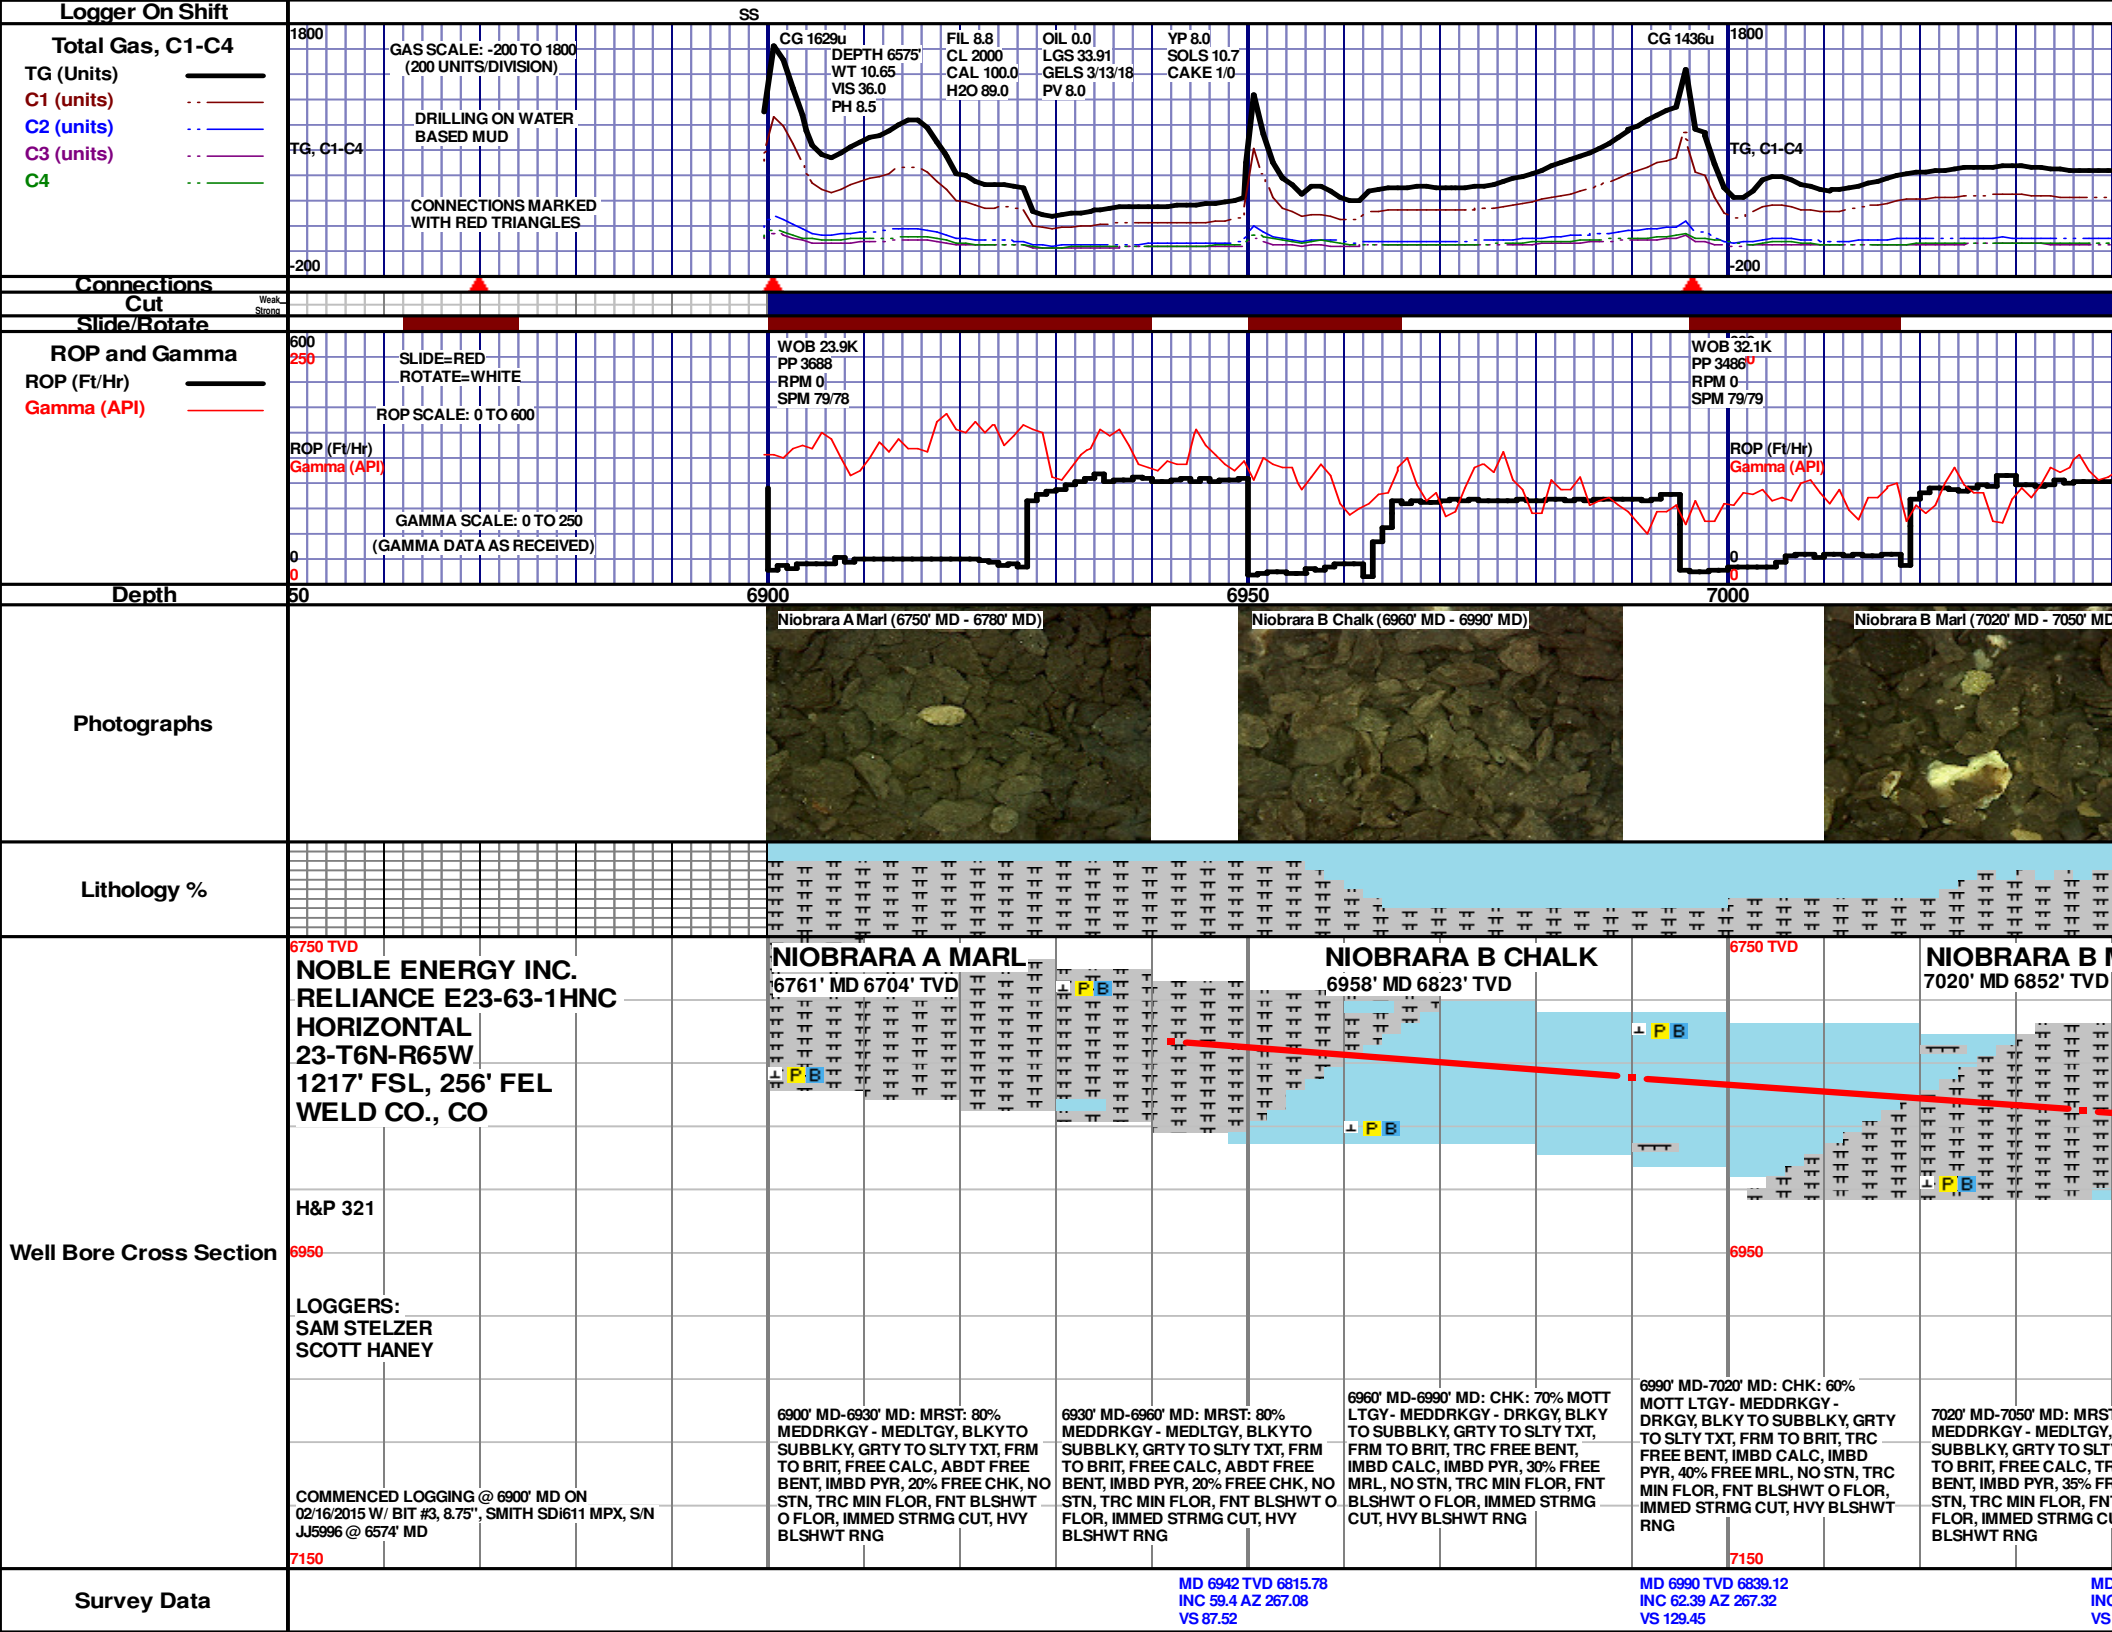 Logger On Shift
SS
Total Gas, C1-C4
TG (Units)
C1 (units)
C2 (units)
C3 (units)
C4
1800
GAS SCALE: -200 TO 1800
(200 UNITS/DIVISION)
DRILLING ON WATER
BASED MUD
TG, C1-C4
CONNECTIONS MARKED
WITH RED TRIANGLES
-200
CG 1629u
DEPTH 6575'
WT 10.65
VIS 36.0
PH 8.5
FIL 8.8
CL 2000
CAL 100.0
H2O 89.0
OIL 0.0
LGS 33.91
GELS 3/13/18
PV 8.0
YP 8.0
SOLS 10.7
CAKE 1/0
CG 1436u
1800
TG, C1-C4
-200
Connections
Cut
Weak
Strong
Slide/Rotate
ROP and Gamma
ROP (Ft/Hr)
Gamma (API)
600
250
SLIDE=RED
ROTATE=WHITE
ROP SCALE: 0 TO 600
ROP (Ft/Hr)
Gamma (API)
GAMMA SCALE: 0 TO 250
(GAMMA DATA AS RECEIVED)
0
0
WOB 23.9K
PP 3688
RPM 0
SPM 79/78
WOB 32.1K
PP 3486
RPM 0
SPM 79/79
ROP (Ft/Hr)
Gamma (API)
0
0
Depth
50
6900
6950
7000
Photographs
Niobrara A Marl (6750' MD - 6780' MD)
Niobrara B Chalk (6960' MD - 6990' MD)
Niobrara B Marl (7020' MD - 7050' MD
Lithology %
Well Bore Cross Section
6750 TVD
NOBLE ENERGY INC.
RELIANCE E23-63-1HNC
HORIZONTAL
23-T6N-R65W
1217' FSL, 256' FEL
WELD CO., CO
H&P 321
6950
LOGGERS:
SAM STELZER
SCOTT HANEY
COMMENCED LOGGING @ 6900' MD ON
02/16/2015 W/ BIT #3, 8.75", SMITH SDi611 MPX, S/N
JJ5996 @ 6574' MD
7150
NIOBRARA A MARL
6761' MD 6704' TVD
P B
P B
NIOBRARA B CHALK
6958' MD 6823' TVD
P B
P B
6750 TVD
NIOBRARA B
7020' MD 6852' TVD
P B
6950
6900' MD-6930' MD: MRST: 80%
MEDDRKGY - MEDLTGY, BLKY TO
SUBBLKY, GRTY TO SLTY TXT, FRM
TO BRIT, FREE CALC, ABDT FREE
BENT, IMBD PYR, 20% FREE CHK, NO
STN, TRC MIN FLOR, FNT BLSHWT
O FLOR, IMMED STRMG CUT, HVY
BLSHWT RNG
6930' MD-6960' MD: MRST: 80%
MEDDRKGY - MEDLTGY, BLKY TO
SUBBLKY, GRTY TO SLTY TXT, FRM
TO BRIT, FREE CALC, ABDT FREE
BENT, IMBD PYR, 20% FREE CHK, NO
STN, TRC MIN FLOR, FNT BLSHWT O
FLOR, IMMED STRMG CUT, HVY
BLSHWT RNG
6960' MD-6990' MD: CHK: 70% MOTT
LTGY - MEDDRKGY - DRKGY, BLKY
TO SUBBLKY, GRTY TO SLTY TXT,
FRM TO BRIT, TRC FREE BENT,
IMBD CALC, IMBD PYR, 30% FREE
MRL, NO STN, TRC MIN FLOR, FNT
BLSHWT O FLOR, IMMED STRMG
CUT, HVY BLSHWT RNG
6990' MD-7020' MD: CHK: 60%
MOTT LTGY - MEDDRKGY -
DRKGY, BLKY TO SUBBLKY, GRTY
TO SLTY TXT, FRM TO BRIT, TRC
FREE BENT, IMBD CALC, IMBD
PYR, 40% FREE MRL, NO STN, TRC
MIN FLOR, FNT BLSHWT O FLOR,
IMMED STRMG CUT, HVY BLSHWT
RNG
7150
7020' MD-7050' MD: MRST
MEDDRKGY - MEDLTGY,
SUBBLKY, GRTY TO SLT
TO BRIT, FREE CALC, TR
BENT, IMBD PYR, 35% FR
STN, TRC MIN FLOR, FN
FLOR, IMMED STRMG CU
BLSHWT RNG
Survey Data
MD 6942 TVD 6815.78
INC 59.4 AZ 267.08
VS 87.52
MD 6990 TVD 6839.12
INC 62.39 AZ 267.32
VS 129.45
MD
INC
VS